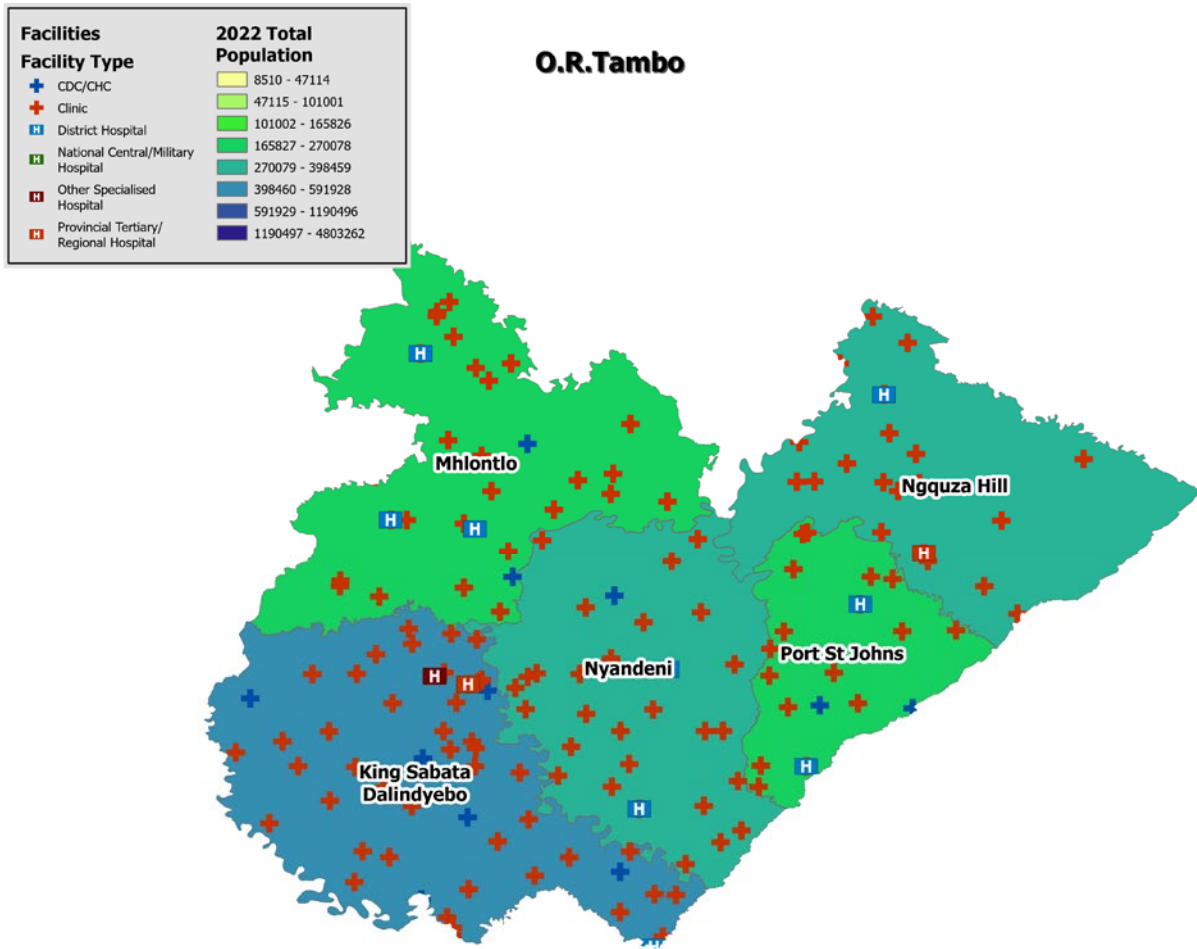 Facilities
Facility Type
CDC/CHC
Clinic
H District Hospital
H National Central/Military
Hospital
H Other Specialised
Hospital
H Provincial Tertiary/
Regional Hospital
2022 Total
Population
8510 - 47114
47115 - 101001
101002 - 165826
165827 - 270078
270079 - 398459
398460 - 591928
591929 - 1190496
1190497 - 4803262
O.R.Tambo
H
H
Mhlontlo
Ngquza Hill
H
H
H
H
Port St Johns
Nyandeni
H
H
H
King Sabata
Dalindyebo
H
H